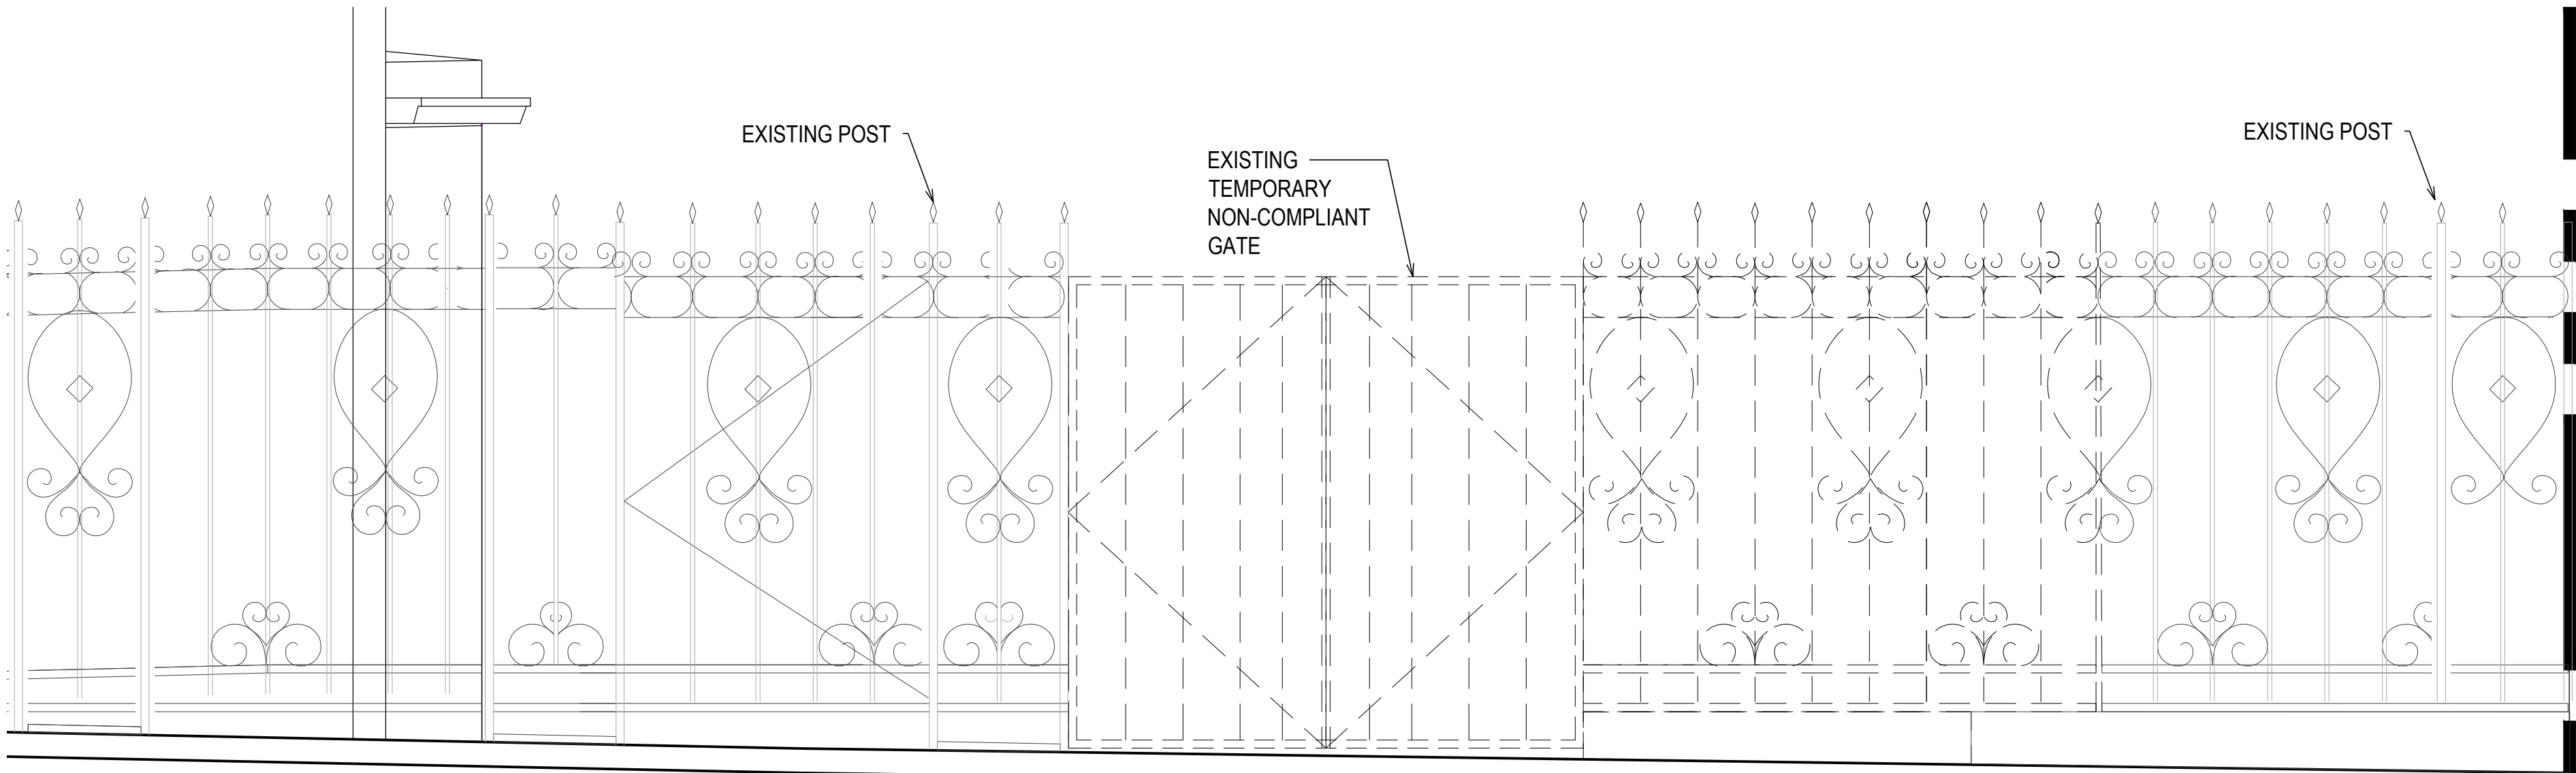 EXISTING POST
EXISTING
TEMPORARY
NON-COMPLIANT
GATE
EXISTING POST